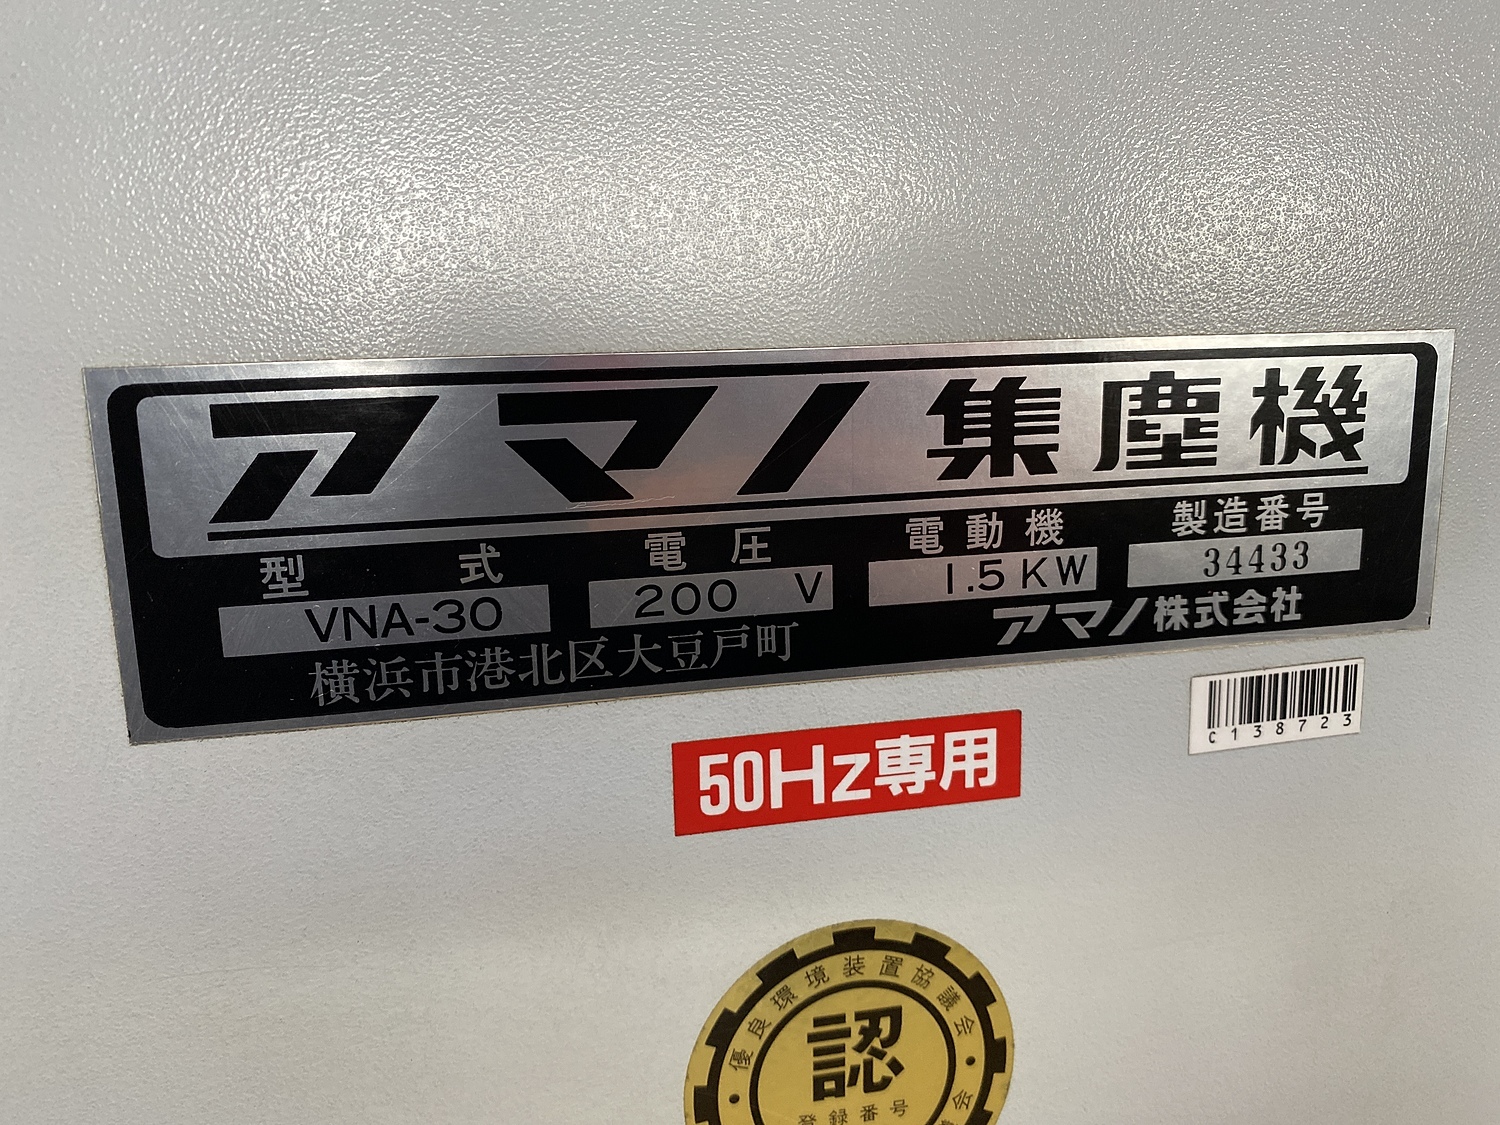 アマノ 集塵機
型式 電圧 電動機 製造番号
VNA-30 200 V 1.5KW 34433
横浜市港北区大豆戸町 アマノ株式会社
C138723
50Hz専用
優良環境装置協議会・
認
登録番号